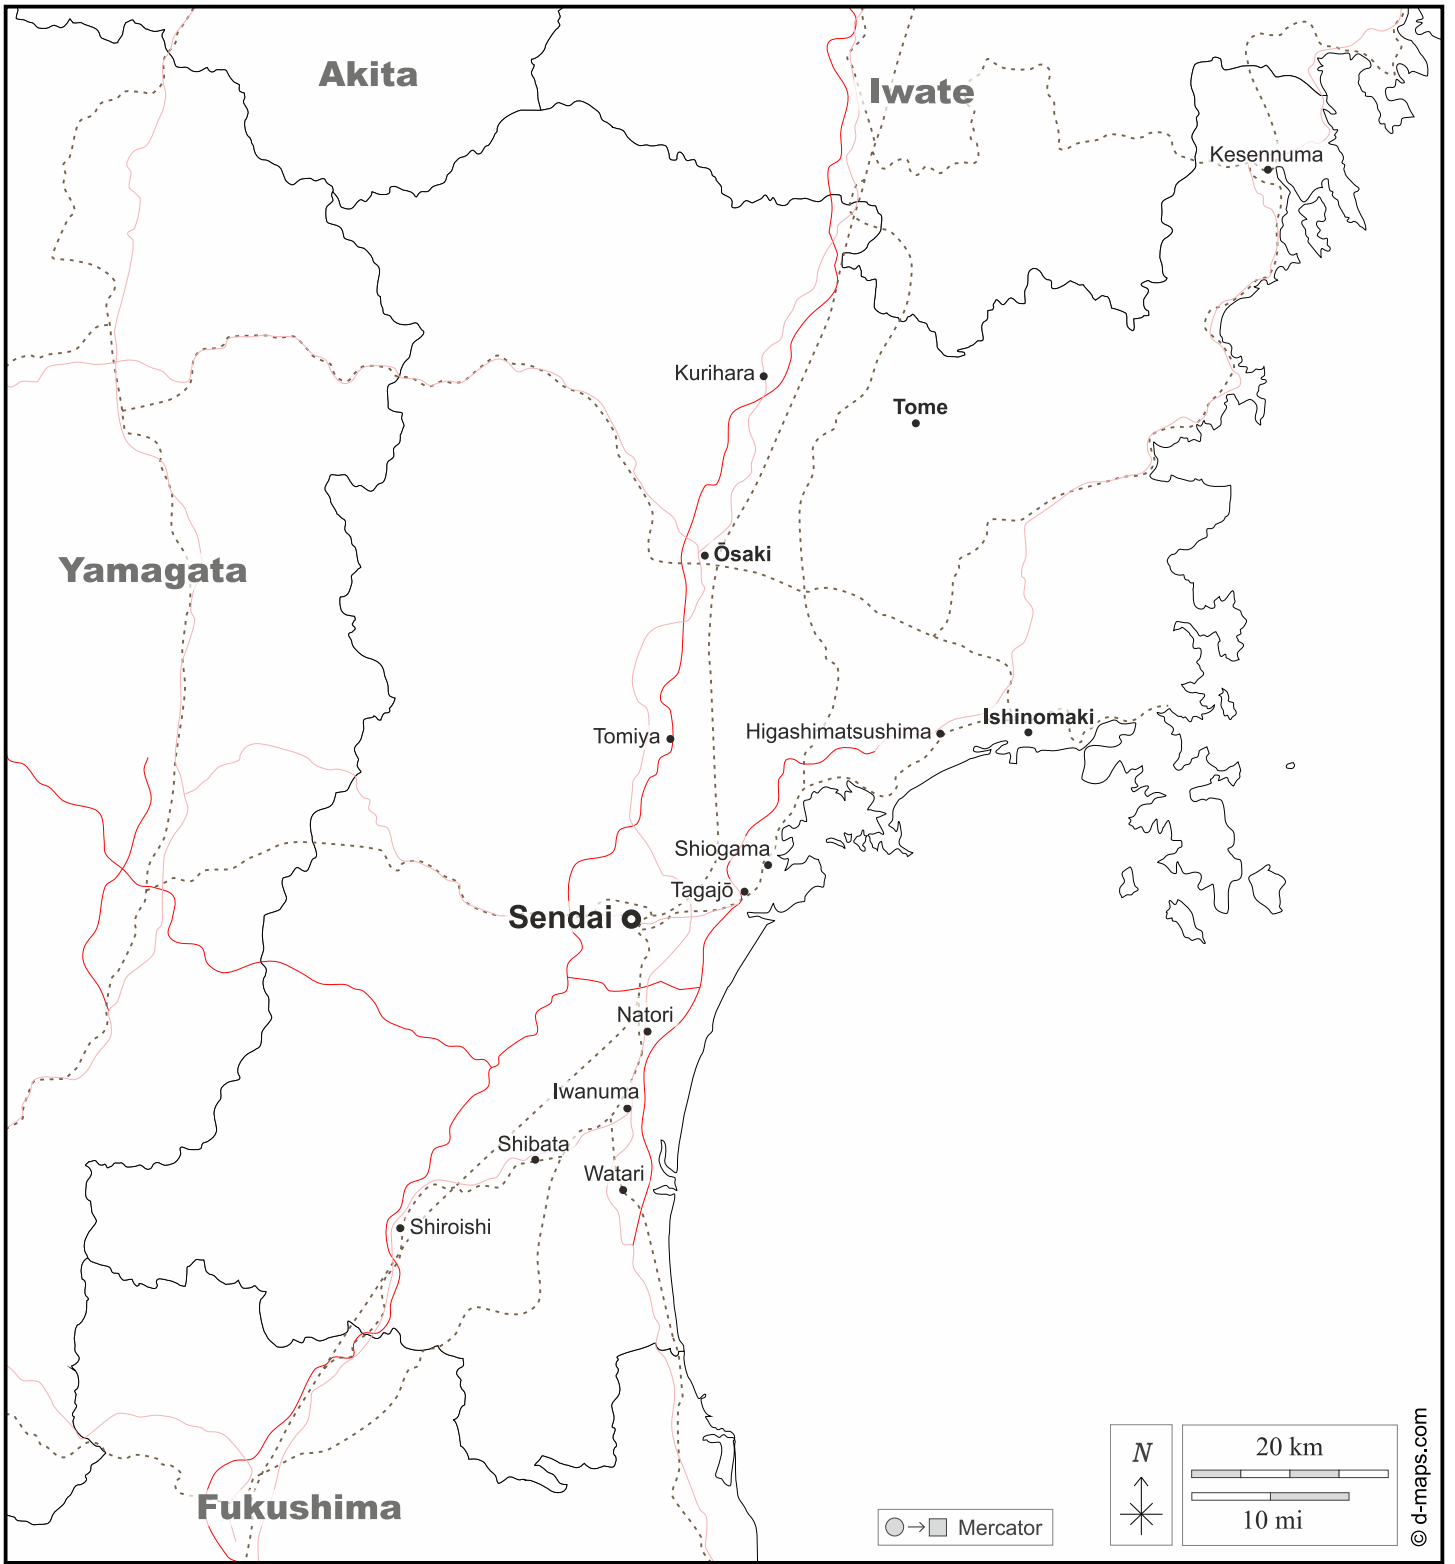 Akita
Iwate
Kesennuma
Kurihara
Tome
Ōsaki
Yamagata
Ishinomaki
Higashimatsushima
Tomiya
Shiogama
Tagajō
Sendai
Natori
Iwanuma
Shibata
Watari
Shiroishi
Fukushima
N
20 km
10 mi
Mercator
© d-maps.com